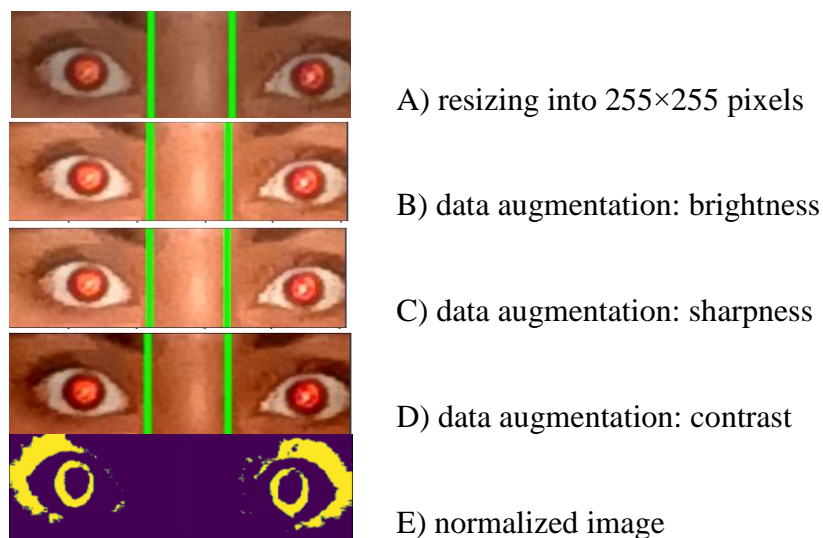 A) resizing into 255×255 pixels
B) data augmentation: brightness
C) data augmentation: sharpness
D) data augmentation: contrast
E) normalized image